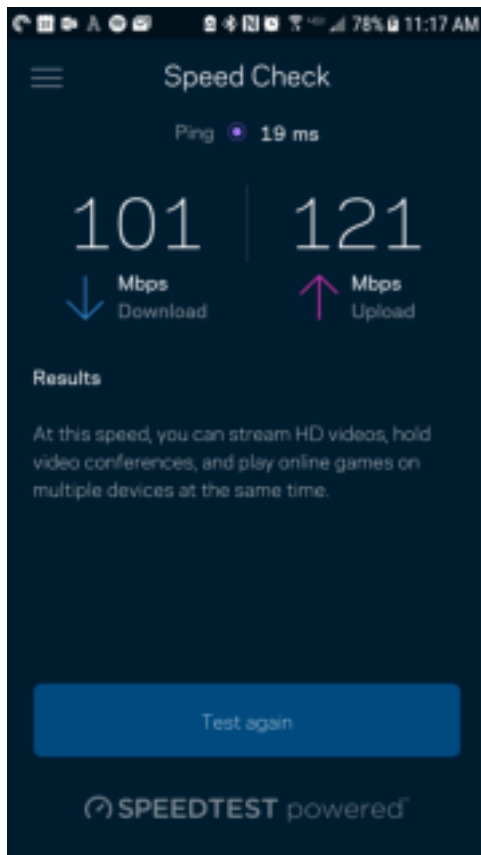 78% 11:17 AM
Speed Check
Ping 19 ms
101 121
Mbps Mbps
Download Upload
Results
At this speed, you can stream HD videos, hold
video conferences, and play online games on
multiple devices at the same time.
Test again
SPEEDTEST powered